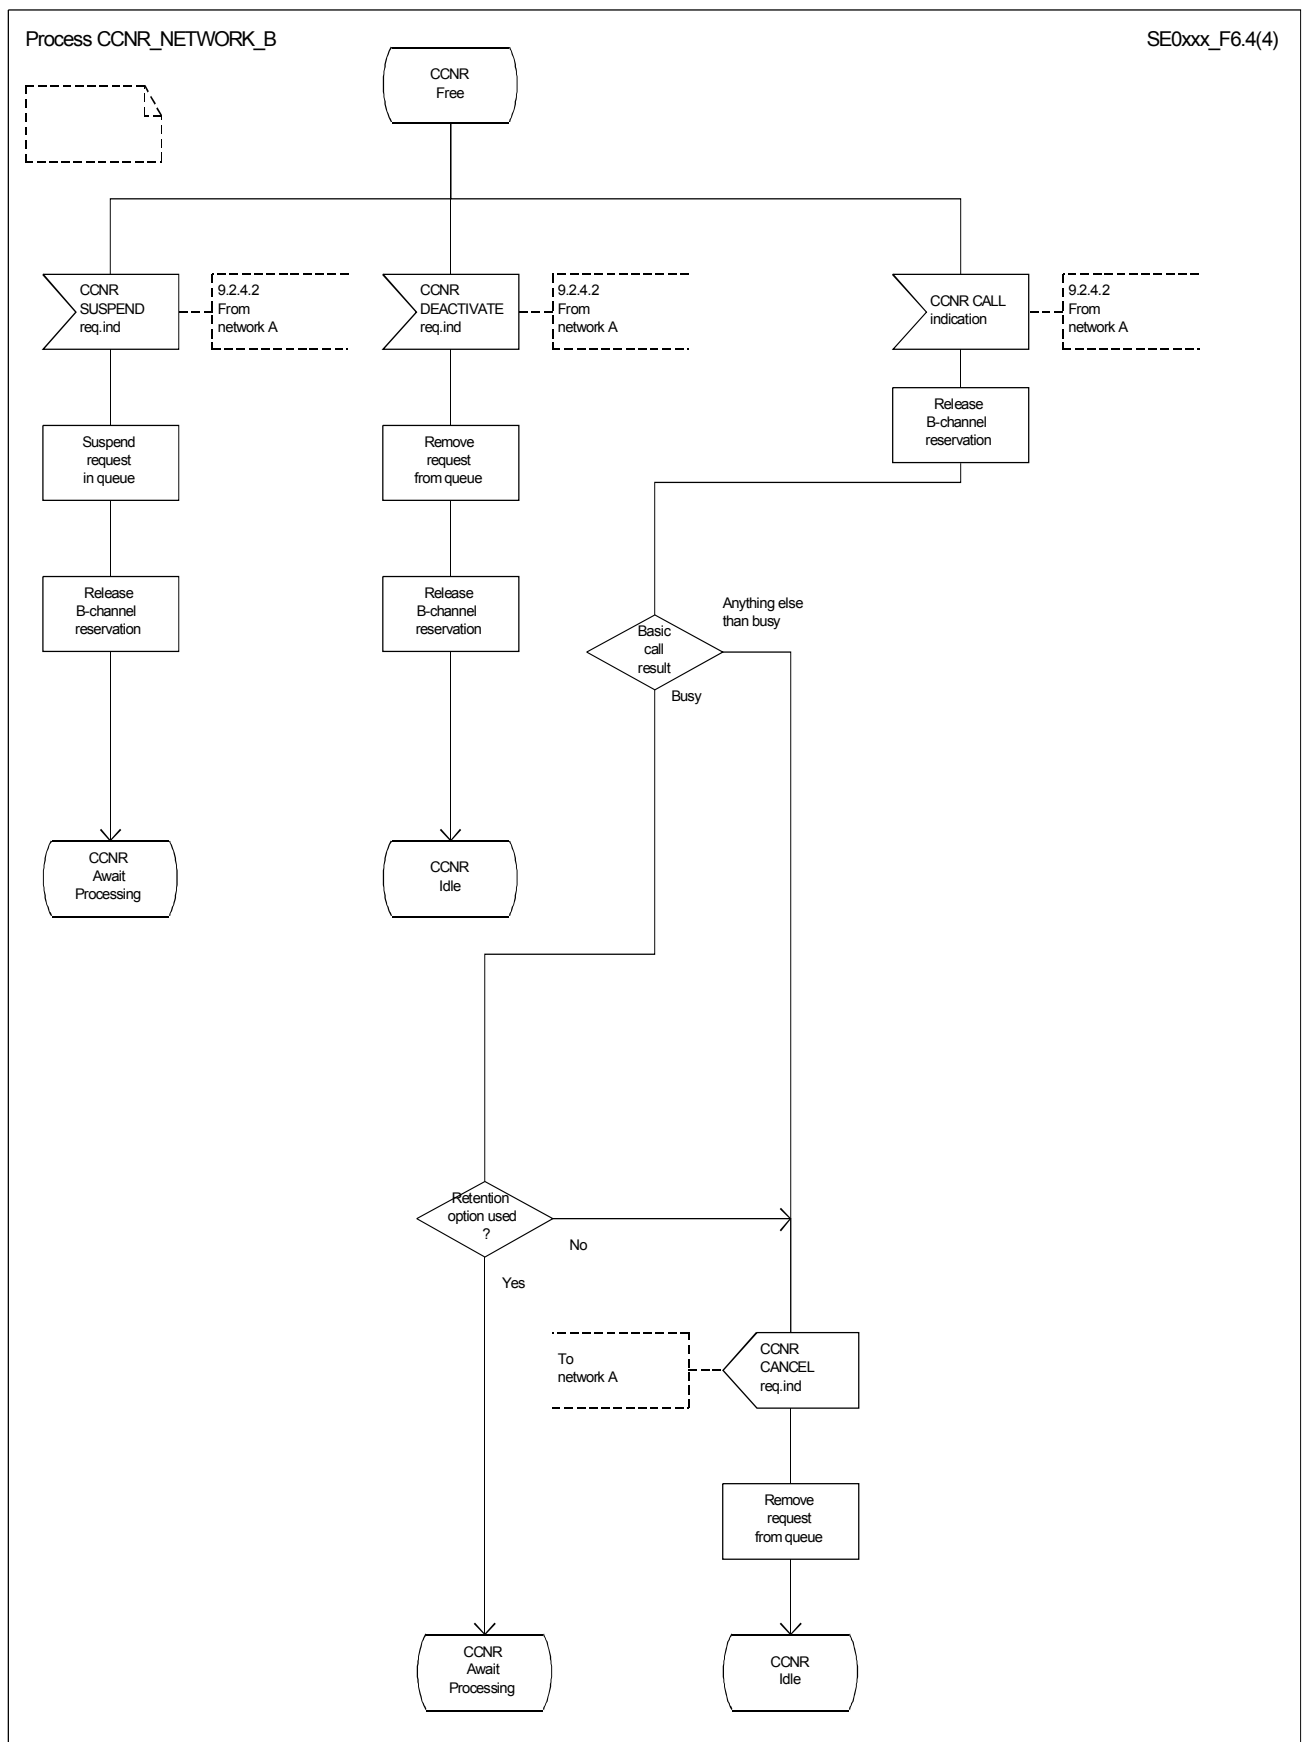 Process CCNR_NETWORK_B
SE0xxx_F6.4(4)
CCNR
Free
CCNR
SUSPEND
req.ind
9.2.4.2
From
network A
CCNR
DEACTIVATE
req.ind
9.2.4.2
From
network A
CCNR CALL
indication
9.2.4.2
From
network A
Release
B-channel
reservation
Suspend
request
in queue
Remove
request
from queue
Release
B-channel
reservation
Release
B-channel
reservation
Basic
call
result
Anything else
than busy
Busy
CCNR
Await
Processing
CCNR
Idle
Retention
option used
?
No
Yes
To
network A
CCNR
CANCEL
req.ind
Remove
request
from queue
CCNR
Await
Processing
CCNR
Idle